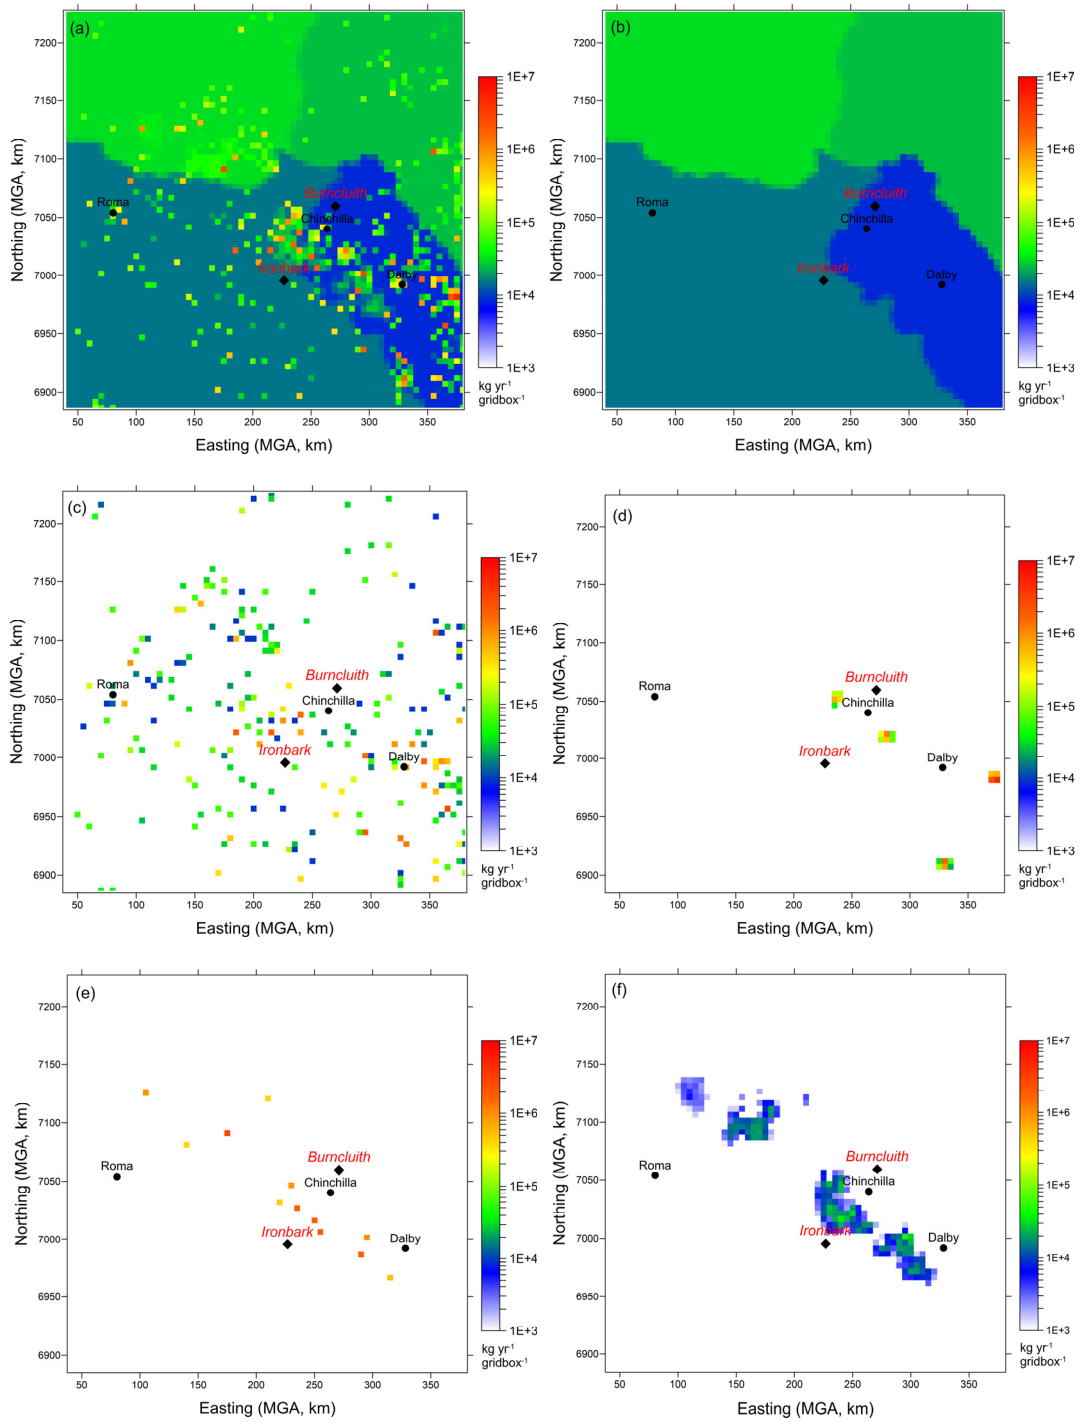 (a)
7200
7150
7100
7050
7000
6950
6900
Northing (MGA, km)
Roma
Burncluith
Chinchilla
Ironbark
Dalby
50 100 150 200 250 300 350
Easting (MGA, km)
1E+7
1E+6
1E+5
1E+4
1E+3
kg yr⁻¹
gridbox⁻¹
(b)
7200
7150
7100
7050
7000
6950
6900
Northing (MGA, km)
Roma
Burncluith
Chinchilla
Ironbark
Dalby
50 100 150 200 250 300 350
Easting (MGA, km)
1E+7
1E+6
1E+5
1E+4
1E+3
kg yr⁻¹
gridbox⁻¹
(c)
7200
7150
7100
7050
7000
6950
6900
Northing (MGA, km)
Roma
Burncluith
Chinchilla
Ironbark
Dalby
50 100 150 200 250 300 350
Easting (MGA, km)
1E+7
1E+6
1E+5
1E+4
1E+3
kg yr⁻¹
gridbox⁻¹
(d)
7200
7150
7100
7050
7000
6950
6900
Northing (MGA, km)
Roma
Burncluith
Chinchilla
Ironbark
Dalby
50 100 150 200 250 300 350
Easting (MGA, km)
1E+7
1E+6
1E+5
1E+4
1E+3
kg yr⁻¹
gridbox⁻¹
(e)
7200
7150
7100
7050
7000
6950
6900
Northing (MGA, km)
Roma
Burncluith
Chinchilla
Ironbark
Dalby
50 100 150 200 250 300 350
Easting (MGA, km)
1E+7
1E+6
1E+5
1E+4
1E+3
kg yr⁻¹
gridbox⁻¹
(f)
7200
7150
7100
7050
7000
6950
6900
Northing (MGA, km)
Roma
Burncluith
Chinchilla
Ironbark
Dalby
50 100 150 200 250 300 350
Easting (MGA, km)
1E+7
1E+6
1E+5
1E+4
1E+3
kg yr⁻¹
gridbox⁻¹